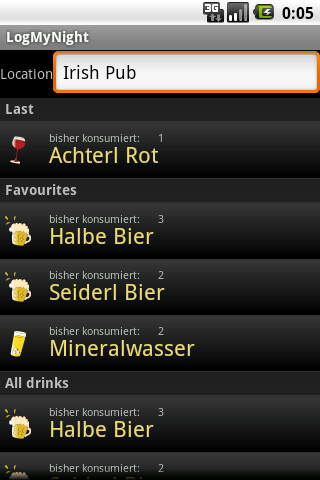 3G
0:05
LogMyNight
Location
Irish Pub
Last
bisher konsumiert: 1
Achterl Rot
Favourites
bisher konsumiert: 3
Halbe Bier
bisher konsumiert: 2
Seiderl Bier
bisher konsumiert: 2
Mineralwasser
All drinks
bisher konsumiert: 3
Halbe Bier
bisher konsumiert: 2
Seiderl Bier